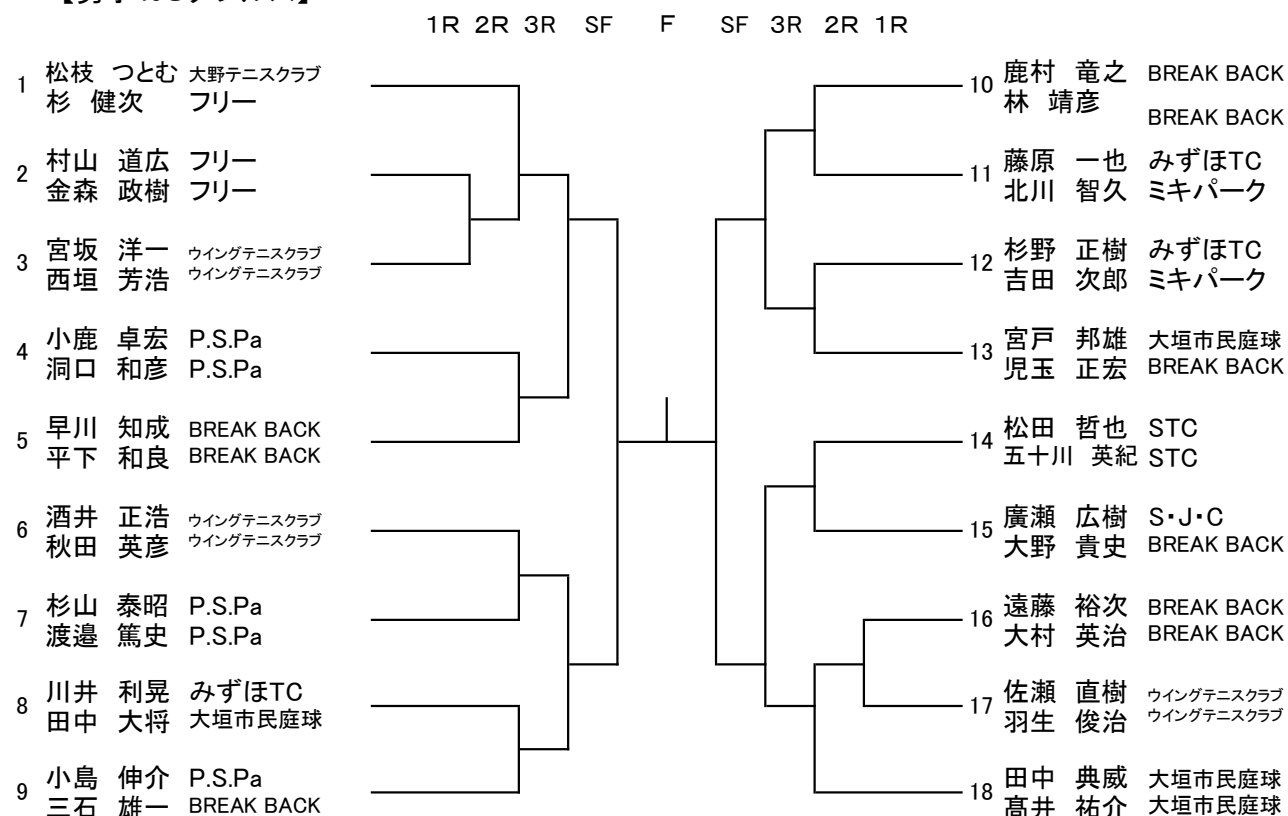 1R 2R 3R SF F SF 3R 2R 1R
1 松枝 つとむ 大野テニスクラブ
杉 健次 フリー
2 村山 道広 フリー
金森 政樹 フリー
3 宮坂 洋一 ウイングテニスクラブ
西垣 芳浩 ウイングテニスクラブ
4 小鹿 卓宏 P.S.Pa
洞口 和彦 P.S.Pa
5 早川 知成 BREAK BACK
平下 和良 BREAK BACK
6 酒井 正浩 ウイングテニスクラブ
秋田 英彦 ウイングテニスクラブ
7 杉山 泰昭 P.S.Pa
渡邉 篤史 P.S.Pa
8 川井 利晃 みずほTC
田中 大将 大垣市民庭球
9 小島 伸介 P.S.Pa
三石 雄一 BREAK BACK
10 鹿村 竜之 BREAK BACK
林 靖彦
BREAK BACK
11 藤原 一也 みずほTC
北川 智久 ミキパーク
12 杉野 正樹 みずほTC
吉田 次郎 ミキパーク
13 宮戸 邦雄 大垣市民庭球
児玉 正宏 BREAK BACK
14 松田 哲也 STC
五十川 英紀 STC
15 廣瀬 広樹 S・J・C
大野 貴史 BREAK BACK
16 遠藤 裕次 BREAK BACK
大村 英治 BREAK BACK
17 佐瀬 直樹 ウイングテニスクラブ
羽生 俊治 ウイングテニスクラブ
18 田中 典威 大垣市民庭球
髙井 祐介 大垣市民庭球